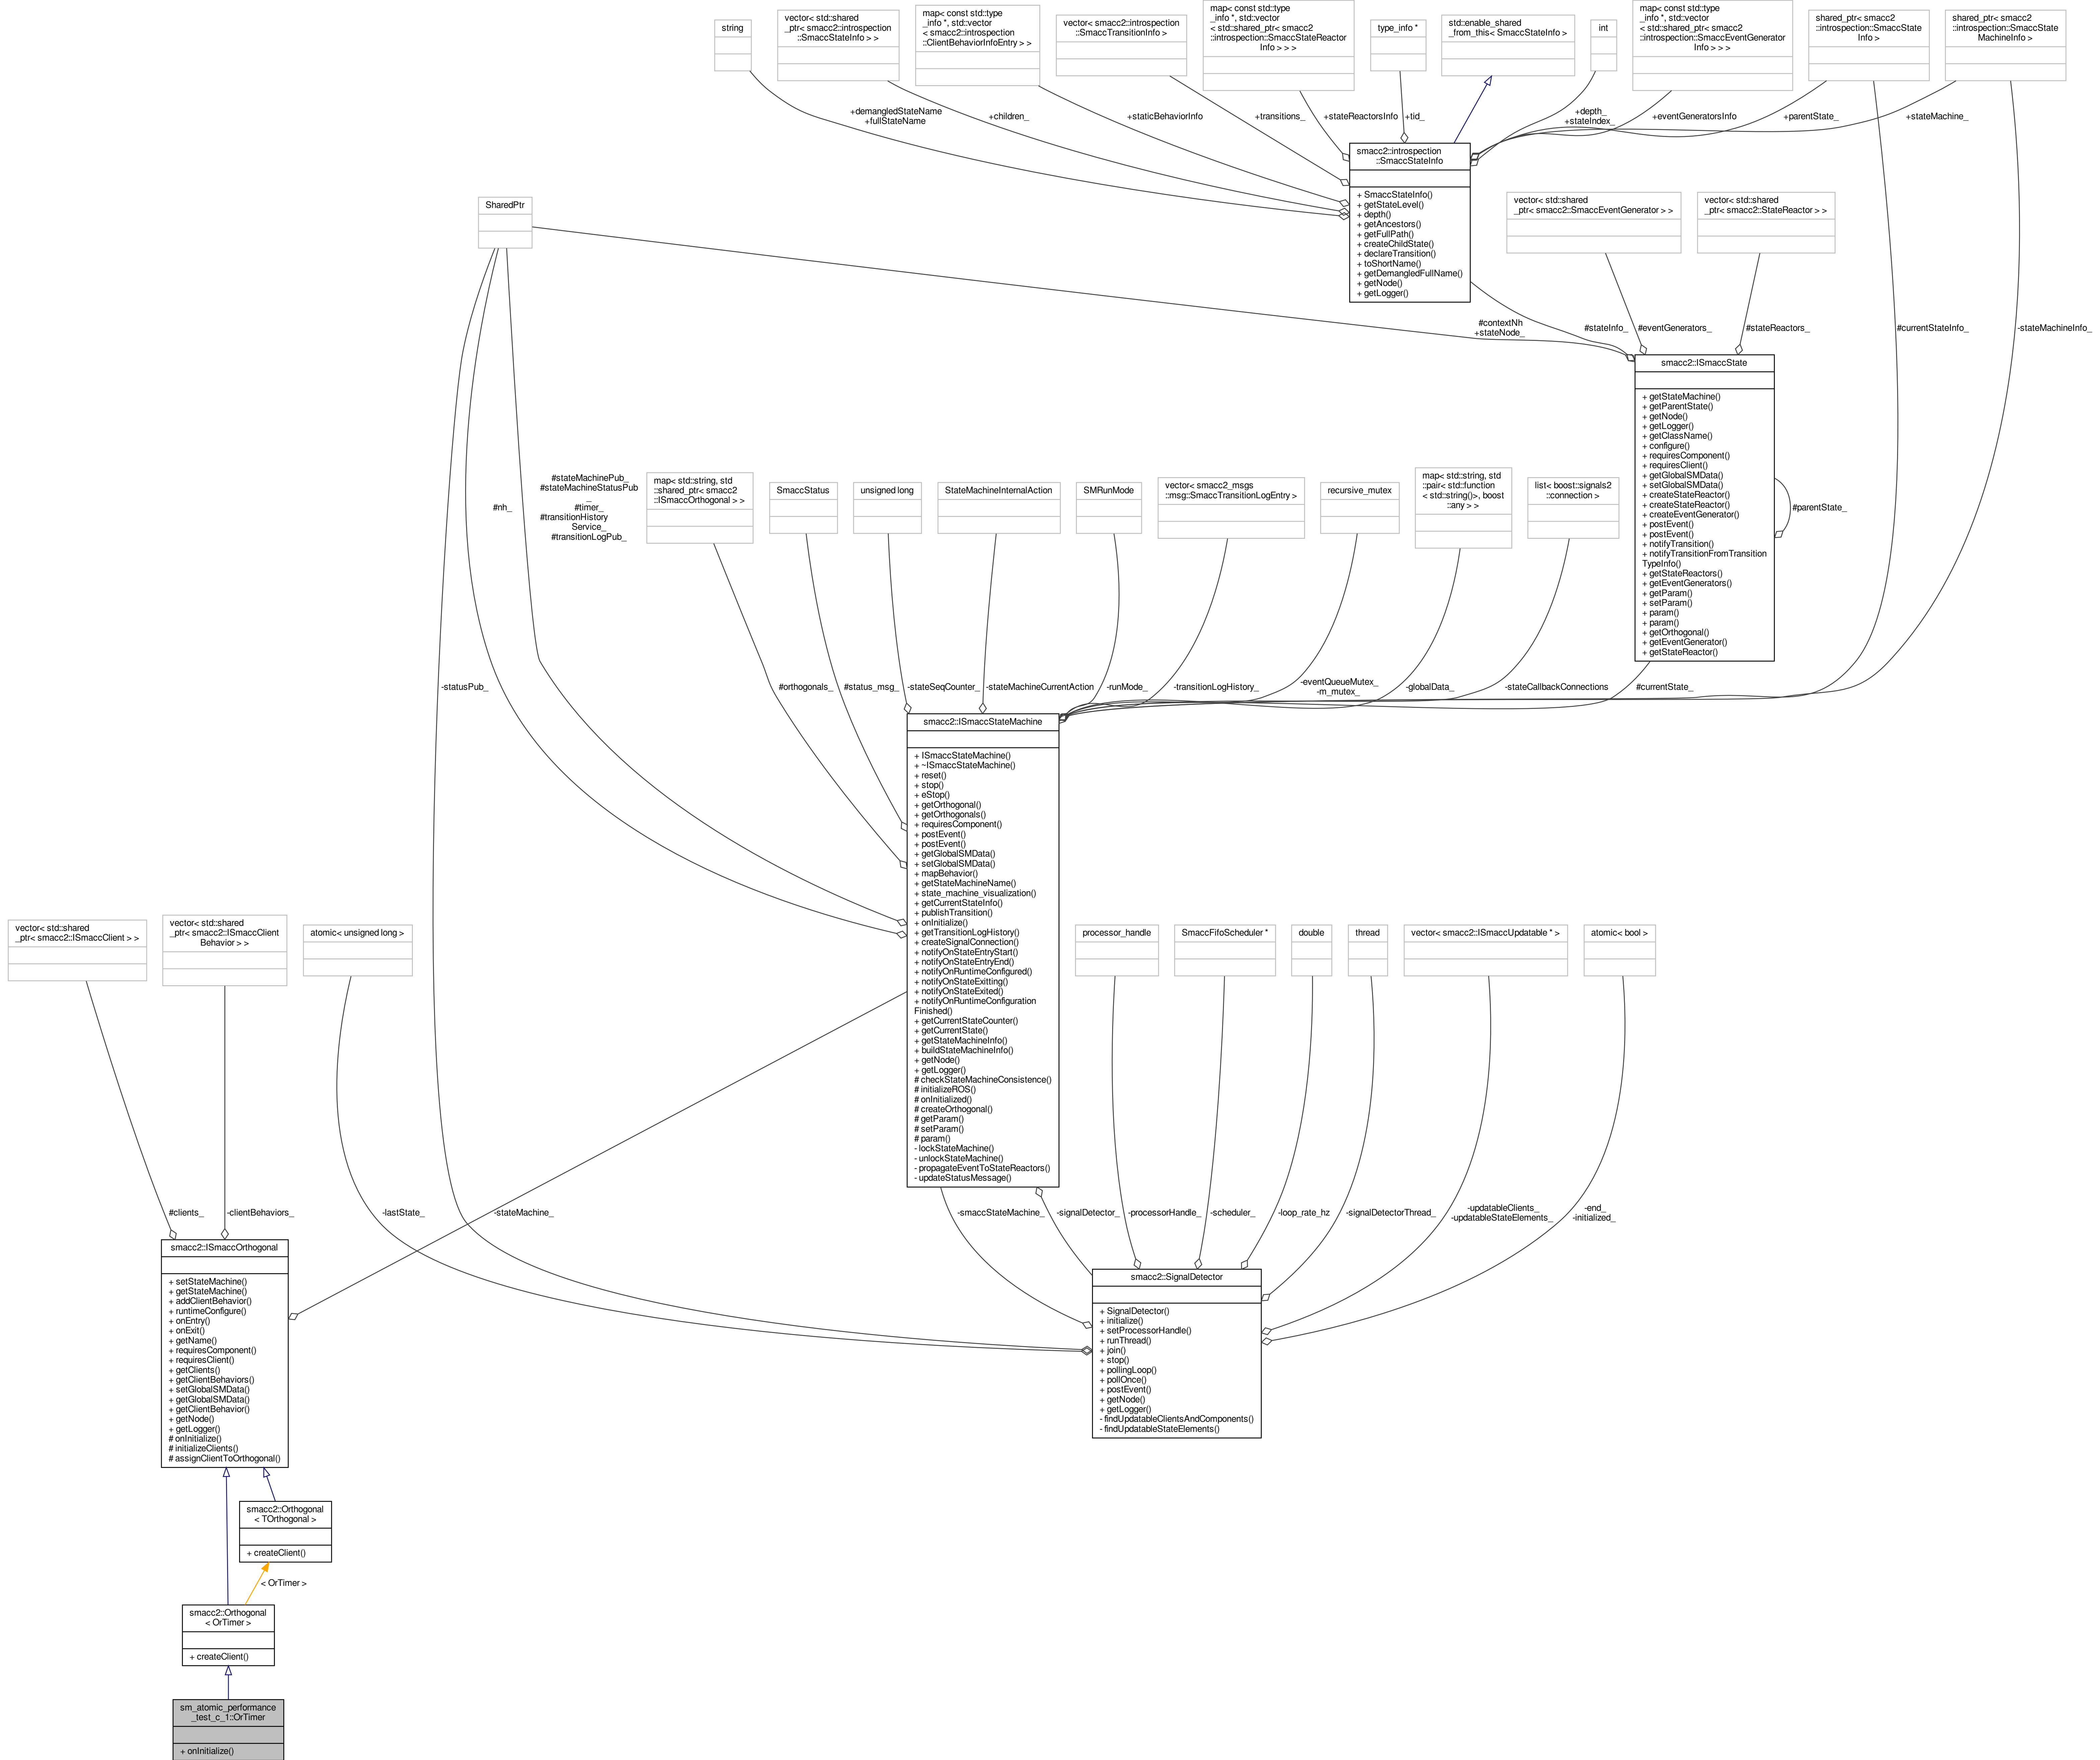 string
vector< std::shared
_ptr< smacc2::introspection
::SmaccStateInfo > >
map< const std::type
_info *, std::vector
< smacc2::introspection
::ClientBehaviorInfoEntry > >
vector< smacc2::introspection
::SmaccTransitionInfo >
map< const std::type
_info *, std::vector
< std::shared_ptr< smacc2
::introspection::SmaccStateReactor
Info > > >
type_info *
std::enable_shared
_from_this< SmaccStateInfo >
int
map< const std::type
_info *, std::vector
< std::shared_ptr< smacc2
::introspection::SmaccEventGenerator
Info > > >
shared_ptr< smacc2
::introspection::SmaccState
Info >
shared_ptr< smacc2
::introspection::SmaccState
MachineInfo >
+demangledStateName
+fullStateName
+children_
+staticBehaviorInfo
+transitions_
+stateReactorsInfo
+tid_
+depth_
+stateIndex_
+eventGeneratorsInfo
+parentState_
+stateMachine_
smacc2::introspection
::SmaccStateInfo
+ SmaccStateInfo()
+ getStateLevel()
+ depth()
+ getAncestors()
+ getFullPath()
+ createChildState()
+ declareTransition()
+ toShortName()
+ getDemangledFullName()
+ getNode()
+ getLogger()
SharedPtr
vector< std::shared
_ptr< smacc2::SmaccEventGenerator > >
vector< std::shared
_ptr< smacc2::StateReactor > >
#contextNh
+stateNode_
#stateInfo_
#eventGenerators_
#stateReactors_
#currentStateInfo_
-stateMachineInfo_
smacc2::ISmaccState
+ getStateMachine()
+ getParentState()
+ getNode()
+ getLogger()
+ getClassName()
+ configure()
+ requiresComponent()
+ requiresClient()
+ getGlobalSMData()
+ setGlobalSMData()
+ createStateReactor()
+ createStateReactor()
+ createEventGenerator()
+ postEvent()
+ postEvent()
+ notifyTransition()
+ notifyTransitionFromTransition
TypeInfo()
+ getStateReactors()
+ getEventGenerators()
+ getParam()
+ setParam()
+ param()
+ param()
+ getOrthogonal()
+ getEventGenerator()
+ getStateReactor()
#parentState_
#nh_
#stateMachinePub_
#stateMachineStatusPub
_
#timer_
#transitionHistory
Service_
#transitionLogPub_
map< std::string, std
::shared_ptr< smacc2
::ISmaccOrthogonal > >
SmaccStatus
unsigned long
StateMachineInternalAction
SMRunMode
vector< smacc2_msgs
::msg::SmaccTransitionLogEntry >
recursive_mutex
map< std::string, std
::pair< std::function
< std::string()>, boost
::any > >
list< boost::signals2
::connection >
-statusPub_
#orthogonals_
#status_msg_
-stateSeqCounter_
-stateMachineCurrentAction
-runMode_
-transitionLogHistory_
-eventQueueMutex_
-m_mutex_
-globalData_
-stateCallbackConnections
#currentState_
smacc2::ISmaccStateMachine
+ ISmaccStateMachine()
+ ~ISmaccStateMachine()
+ reset()
+ stop()
+ eStop()
+ getOrthogonal()
+ getOrthogonals()
+ requiresComponent()
+ postEvent()
+ postEvent()
+ getGlobalSMData()
+ setGlobalSMData()
+ mapBehavior()
+ getStateMachineName()
+ state_machine_visualization()
+ getCurrentStateInfo()
+ publishTransition()
+ onInitialize()
+ getTransitionLogHistory()
+ createSignalConnection()
+ notifyOnStateEntryStart()
+ notifyOnStateEntryEnd()
+ notifyOnRuntimeConfigured()
+ notifyOnStateExitting()
+ notifyOnStateExited()
+ notifyOnRuntimeConfiguration
Finished()
+ getCurrentStateCounter()
+ getCurrentState()
+ getStateMachineInfo()
+ buildStateMachineInfo()
+ getNode()
+ getLogger()
# checkStateMachineConsistence()
# initializeROS()
# onInitialized()
# createOrthogonal()
# getParam()
# setParam()
# param()
- lockStateMachine()
- unlockStateMachine()
- propagateEventToStateReactors()
- updateStatusMessage()
vector< std::shared
_ptr< smacc2::ISmaccClient > >
vector< std::shared
_ptr< smacc2::ISmaccClient
Behavior > >
atomic< unsigned long >
processor_handle
SmaccFifoScheduler *
double
thread
vector< smacc2::ISmaccUpdatable * >
atomic< bool >
#clients_
-clientBehaviors_
-lastState_
-stateMachine_
-smaccStateMachine_
-signalDetector_
-processorHandle_
-scheduler_
-loop_rate_hz
-signalDetectorThread_
-updatableClients_
-updatableStateElements_
-end_
-initialized_
smacc2::ISmaccOrthogonal
+ setStateMachine()
+ getStateMachine()
+ addClientBehavior()
+ runtimeConfigure()
+ onEntry()
+ onExit()
+ getName()
+ requiresComponent()
+ requiresClient()
+ getClients()
+ getClientBehaviors()
+ setGlobalSMData()
+ getGlobalSMData()
+ getClientBehavior()
+ getNode()
+ getLogger()
# onInitialize()
# initializeClients()
# assignClientToOrthogonal()
smacc2::SignalDetector
+ SignalDetector()
+ initialize()
+ setProcessorHandle()
+ runThread()
+ join()
+ stop()
+ pollingLoop()
+ pollOnce()
+ postEvent()
+ getNode()
+ getLogger()
- findUpdatableClientsAndComponents()
- findUpdatableStateElements()
smacc2::Orthogonal
< TOrthogonal >
+ createClient()
< OrTimer >
smacc2::Orthogonal
< OrTimer >
+ createClient()
sm_atomic_performance
_test_c_1::OrTimer
+ onInitialize()